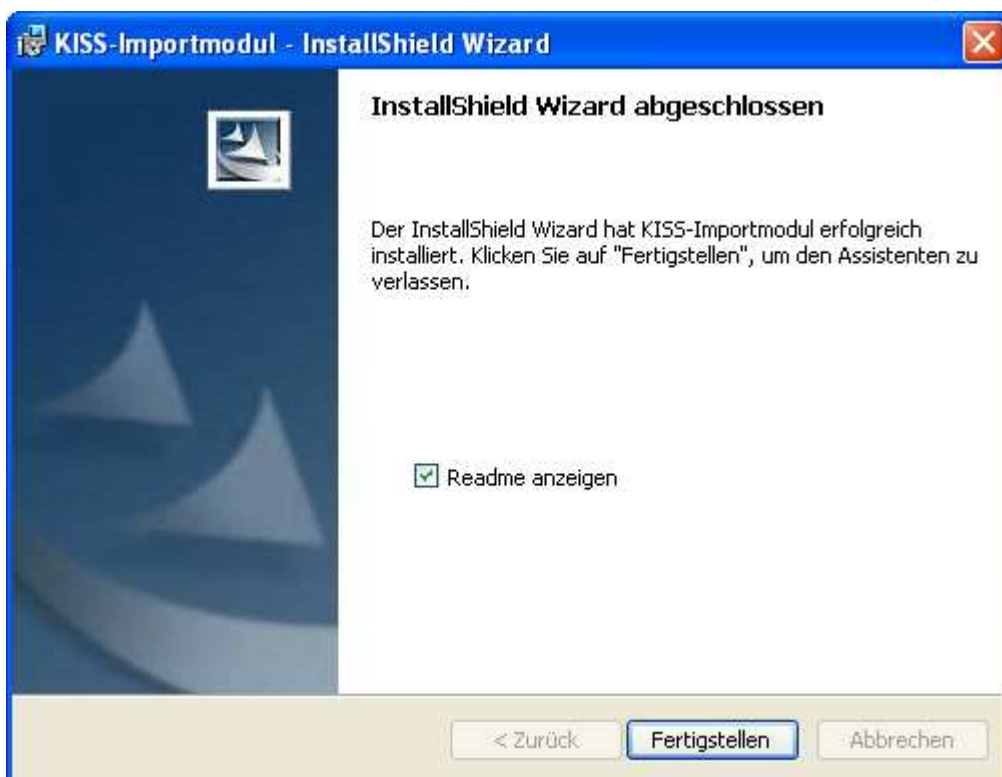 KISS-Importmodul - InstallShield Wizard
InstallShield Wizard abgeschlossen
Der InstallShield Wizard hat KISS-Importmodul erfolgreich
installiert. Klicken Sie auf "Fertigstellen", um den Assistenten zu
verlassen.
Readme anzeigen
< Zurück
Fertigstellen
Abbrechen